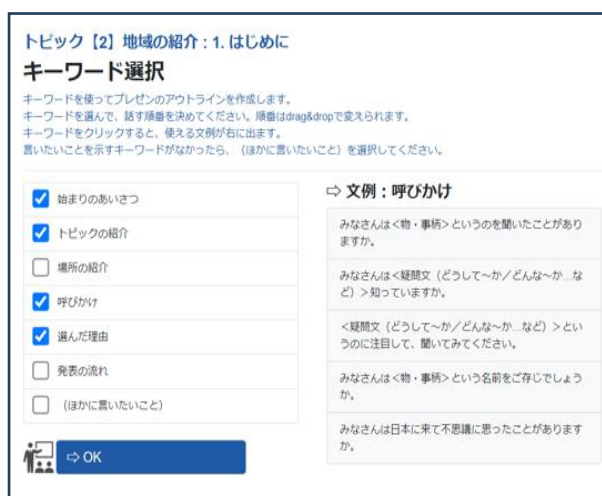 トピック【2】地域の紹介：1. はじめに
キーワード選択
キーワードを使ってプレゼンのアウトラインを作成します。
キーワードを選んで、話す順番を決めてください。順番はdrag&dropで変えられます。
キーワードをクリックすると、使える文例が右に出ます。
言いたいことを示すキーワードがなかったら、（ほかに言いたいこと）を選択してください。
始まりのあいさつ
トピックの紹介
場所の紹介
呼びかけ
選んだ理由
発表の流れ
（ほかに言いたいこと）
⇨ OK
⇨ 文例：呼びかけ
みなさんは＜物・事柄＞というのを聞いたことがあり
ますか。
みなさんは＜疑問文（どうして～か／どんな～か...な
ど）＞知っていますか。
＜疑問文（どうして～か／どんな～か...など）＞とい
うのに注目して、聞いてみてください。
みなさんは＜物・事柄＞という名前をご存じでしょう
か。
みなさんは日本に来て不思議に思ったことがあります
か。